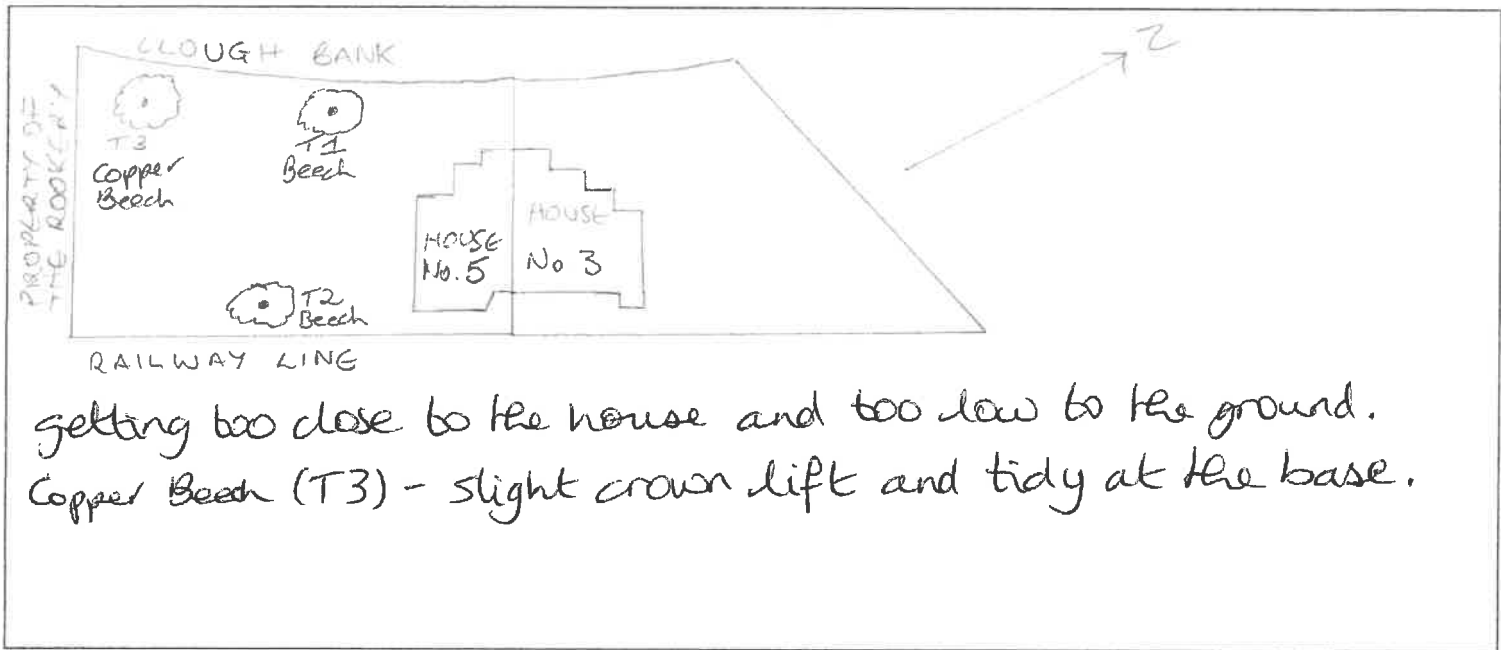 CLOUGH BANK
N
PROPERTY OF
THE ROOKERY
T3
Copper
Beech
T1
Beech
HOUSE
No. 5
HOUSE
No 3
T2
Beech
RAILWAY LINE
getting too close to the house and too low to the ground.
Copper Beech (T3) - slight crown lift and tidy at the base.